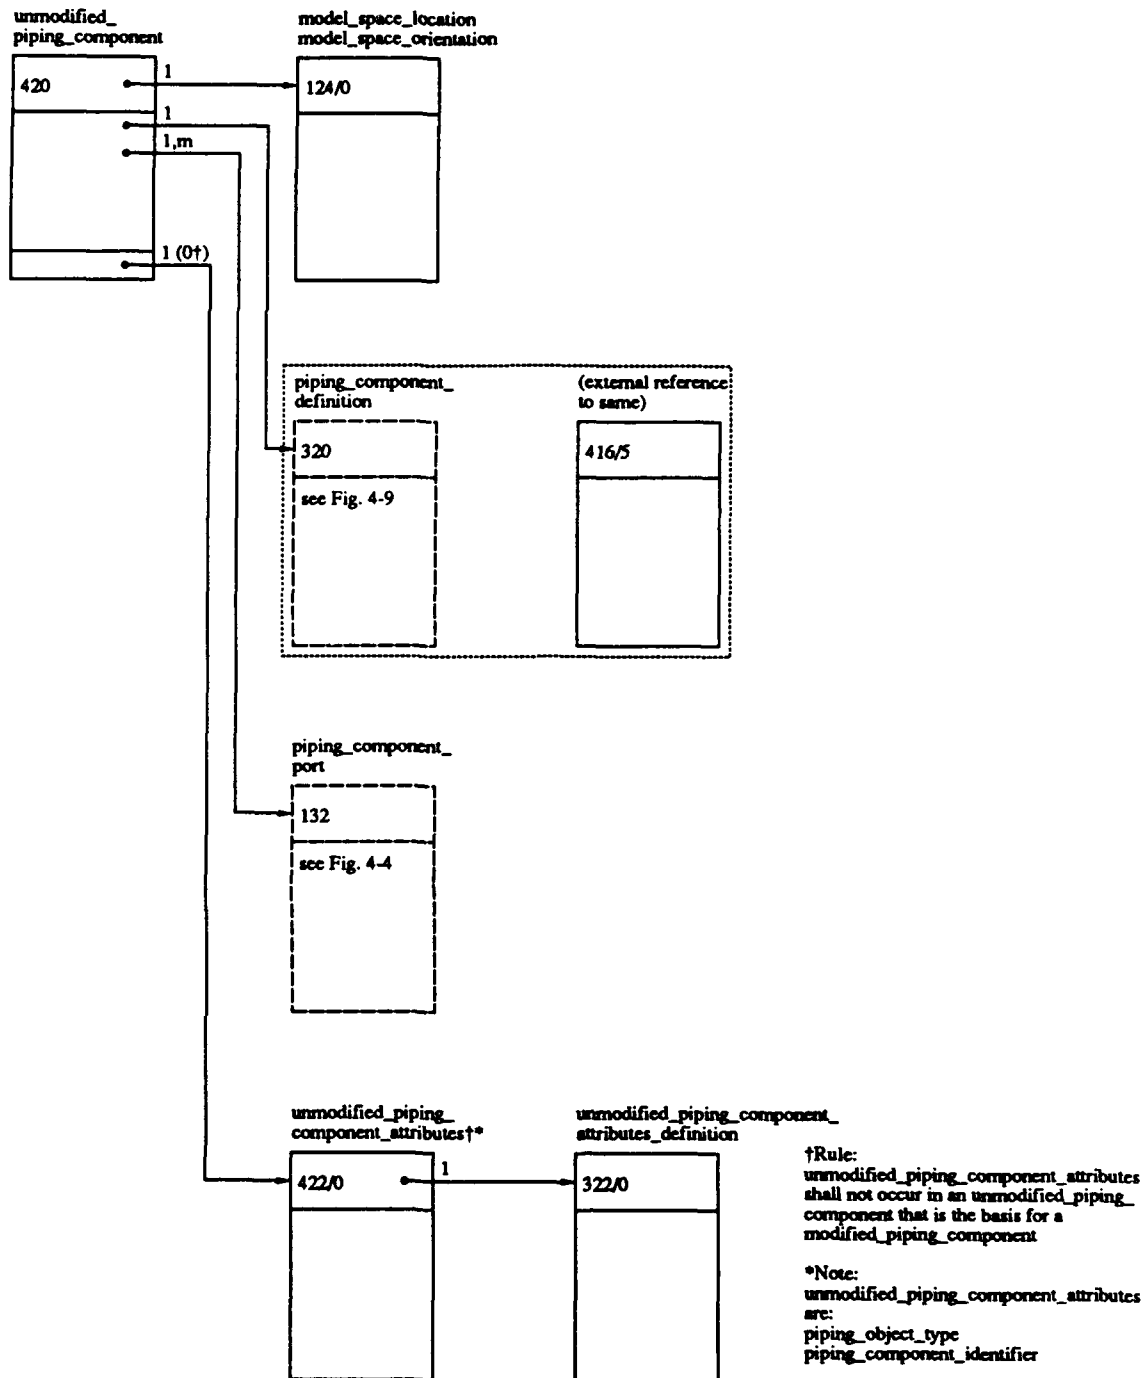 unmodified_
piping_component
model_space_location
model_space_orientation
420
1
124/0
1
1,m
1 (0†)
piping_component_
definition
(external reference
to same)
320
416/5
see Fig. 4-9
piping_component_
port
132
see Fig. 4-4
unmodified_piping_
component_attributes†*
unmodified_piping_component_
attributes_definition
422/0
1
322/0
†Rule:
unmodified_piping_component_attributes
shall not occur in an unmodified_piping_
component that is the basis for a
modified_piping_component
*Note:
unmodified_piping_component_attributes
are:
piping_object_type
piping_component_identifier